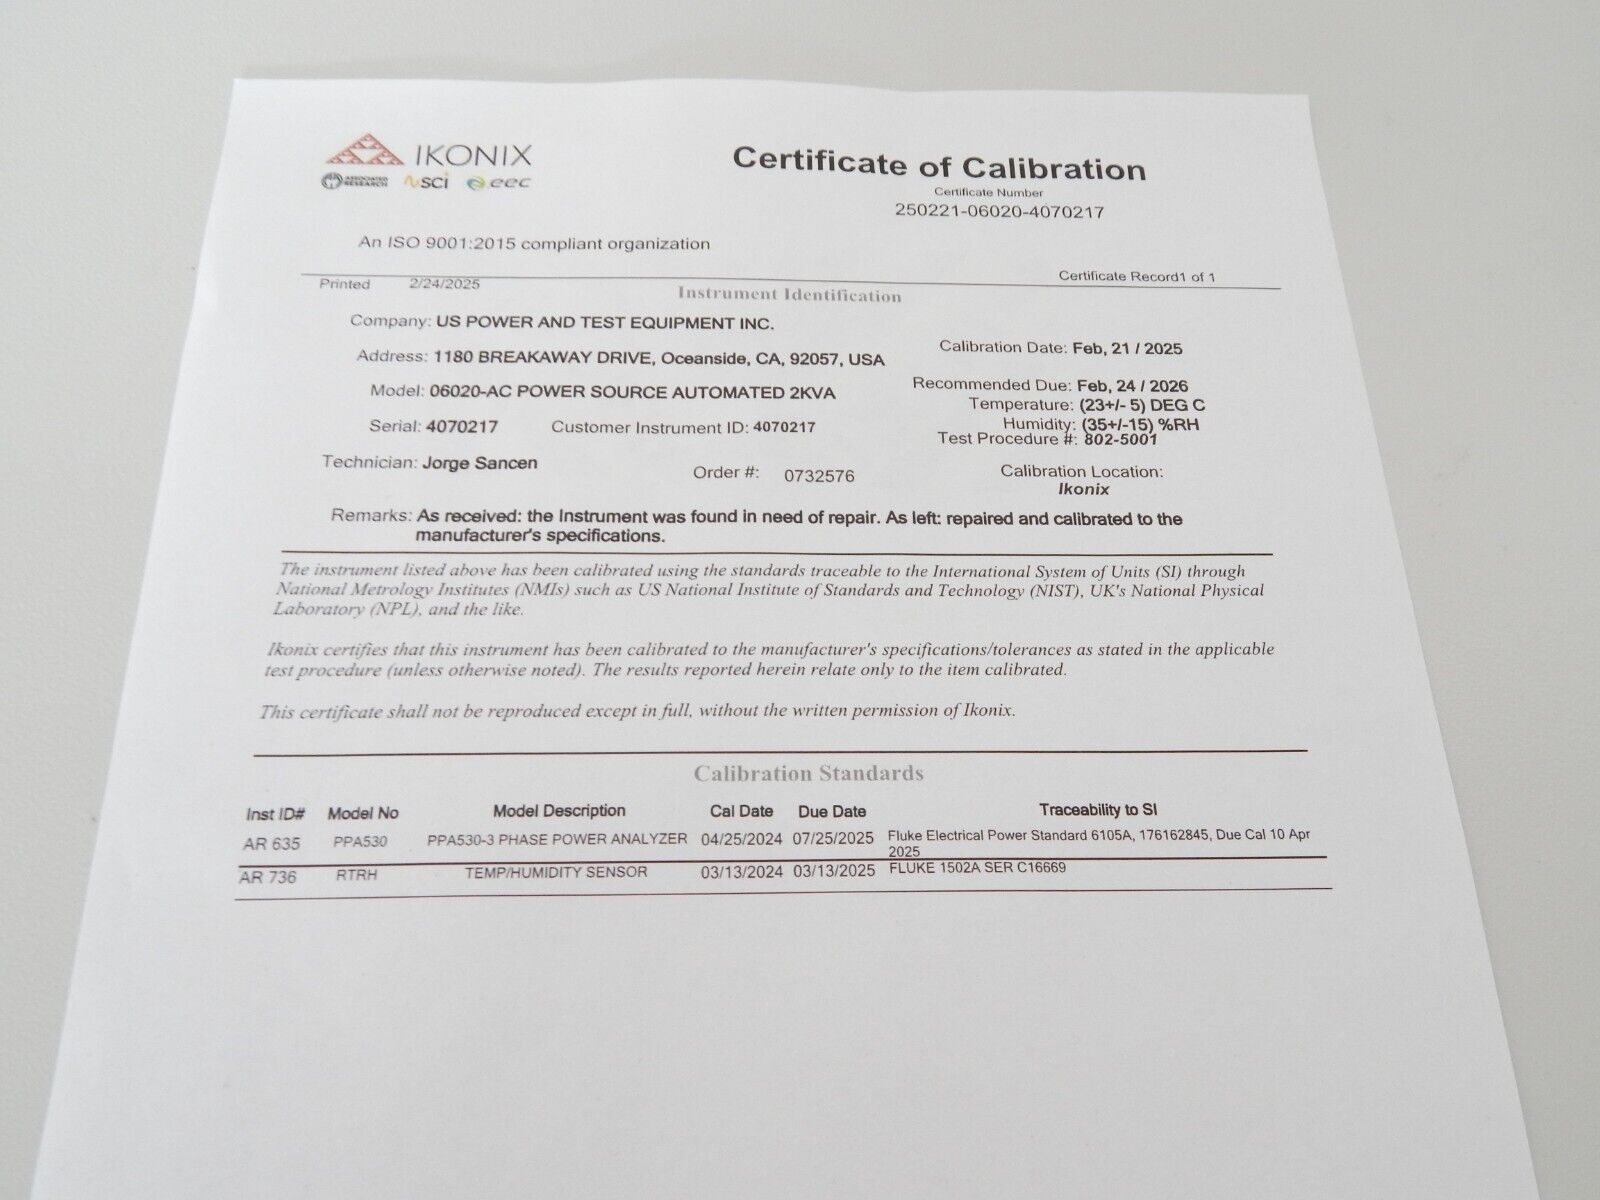 IKONIX
ASSOCIATED RESEARCH SCI eec
Certificate of Calibration
Certificate Number
250221-06020-4070217
An ISO 9001:2015 compliant organization
Certificate Record1 of 1
Printed 2/24/2025
Instrument Identification
Company: US POWER AND TEST EQUIPMENT INC.
Address: 1180 BREAKAWAY DRIVE, Oceanside, CA, 92057, USA
Calibration Date: Feb, 21 / 2025
Model: 06020-AC POWER SOURCE AUTOMATED 2KVA
Recommended Due: Feb, 24 / 2026
Temperature: (23+/- 5) DEG C
Serial: 4070217 Customer Instrument ID: 4070217
Humidity: (35+/-15) %RH
Test Procedure #: 802-5001
Technician: Jorge Sancen
Order #: 0732576
Calibration Location:
Ikonix
Remarks: As received: the Instrument was found in need of repair. As left: repaired and calibrated to the
manufacturer's specifications.
The instrument listed above has been calibrated using the standards traceable to the International System of Units (SI) through
National Metrology Institutes (NMIs) such as US National Institute of Standards and Technology (NIST), UK's National Physical
Laboratory (NPL), and the like.
Ikonix certifies that this instrument has been calibrated to the manufacturer's specifications/tolerances as stated in the applicable
test procedure (unless otherwise noted). The results reported herein relate only to the item calibrated.
This certificate shall not be reproduced except in full, without the written permission of Ikonix.
Calibration Standards
Inst ID# Model No Model Description Cal Date Due Date Traceability to SI
AR 635 PPA530 PPA530-3 PHASE POWER ANALYZER 04/25/2024 07/25/2025 Fluke Electrical Power Standard 6105A, 176162845, Due Cal 10 Apr
2025
AR 736 RTRH TEMP/HUMIDITY SENSOR 03/13/2024 03/13/2025 FLUKE 1502A SER C16669